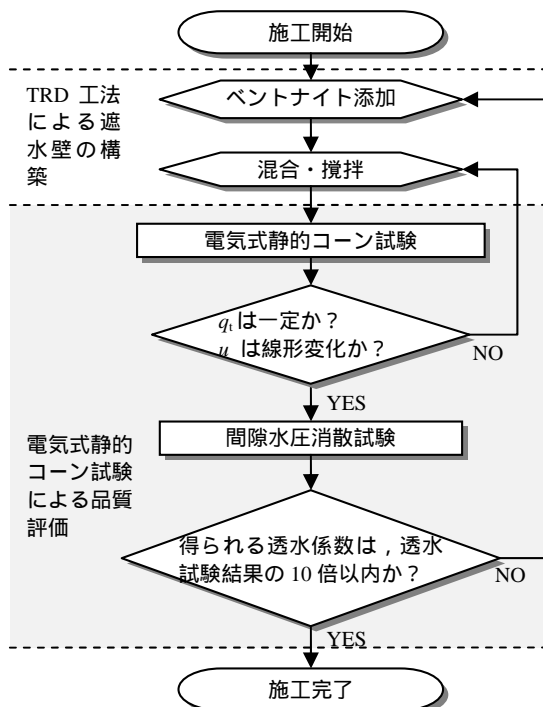 施工開始
TRD 工法
による遮
水壁の構
築
ベントナイト添加
混合・撹拌
電気式静的コーン試験
qtは一定か？
u は線形変化か？
NO
YES
間隙水圧消散試験
電気式静的
コーン試験
による品質
評価
得られる透水係数は，透水
試験結果の 10 倍以内か？
NO
YES
施工完了